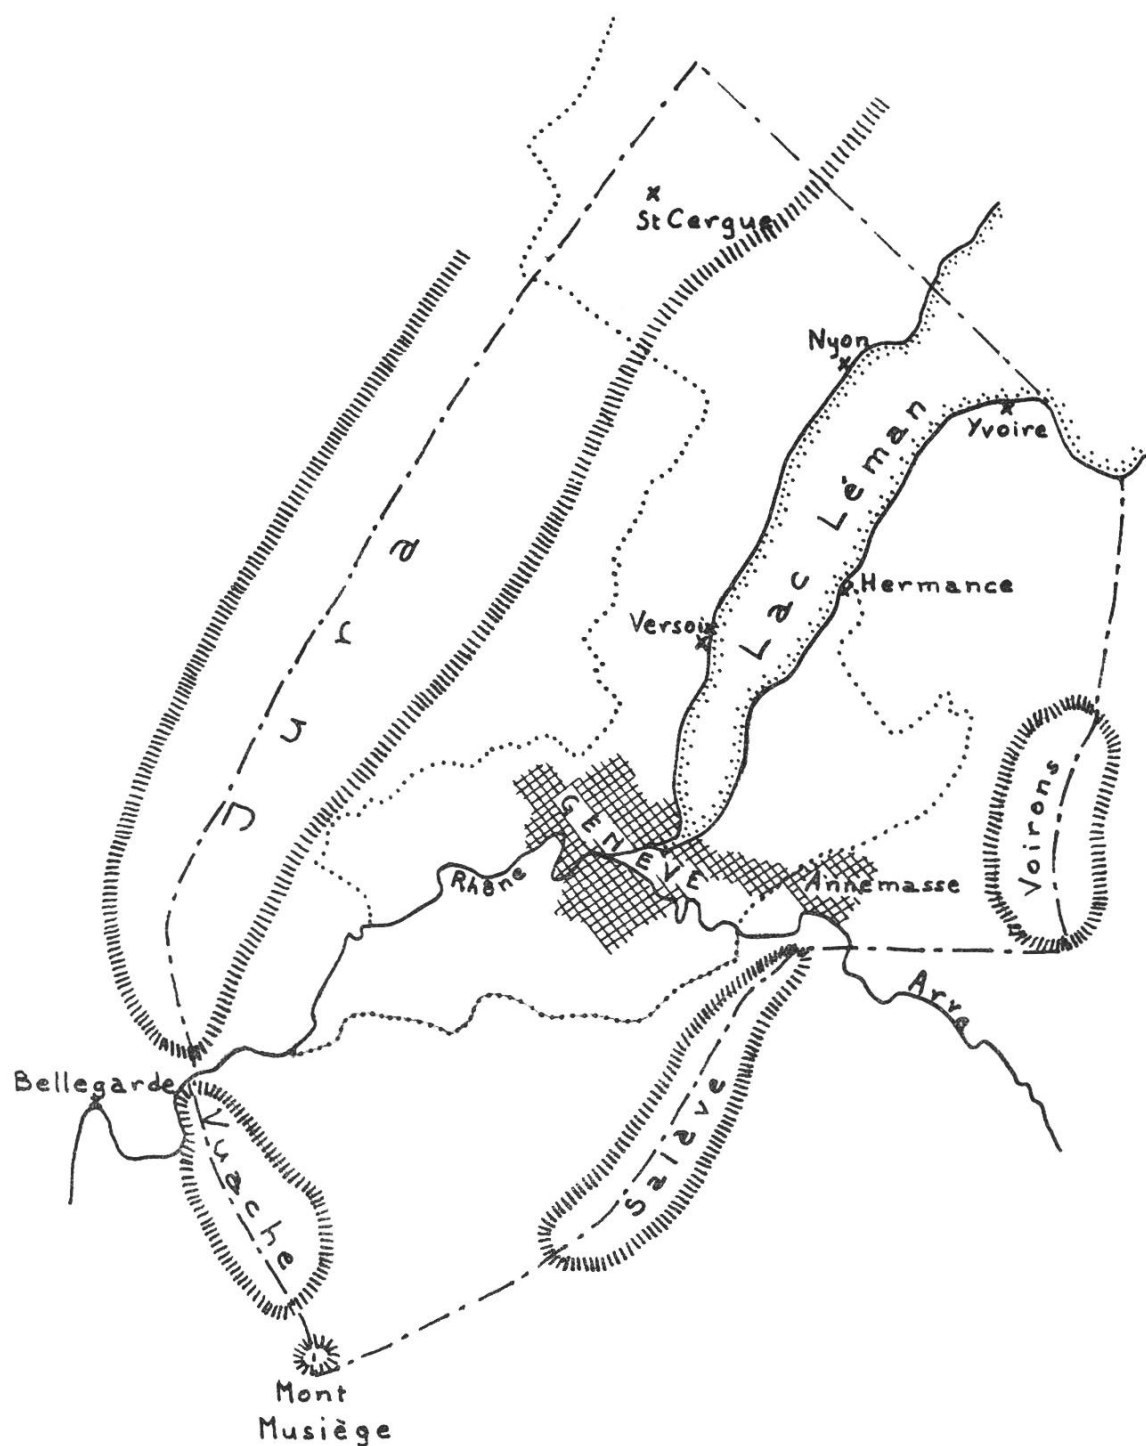 St Cergue
Nyon
Yvoire
Lac Léman
Jura
Hermance
Versoix
GENEVE
Voirons
Rhône
Annemasse
Arve
Bellegarde
Vuache
Salève
Mont
Musiège